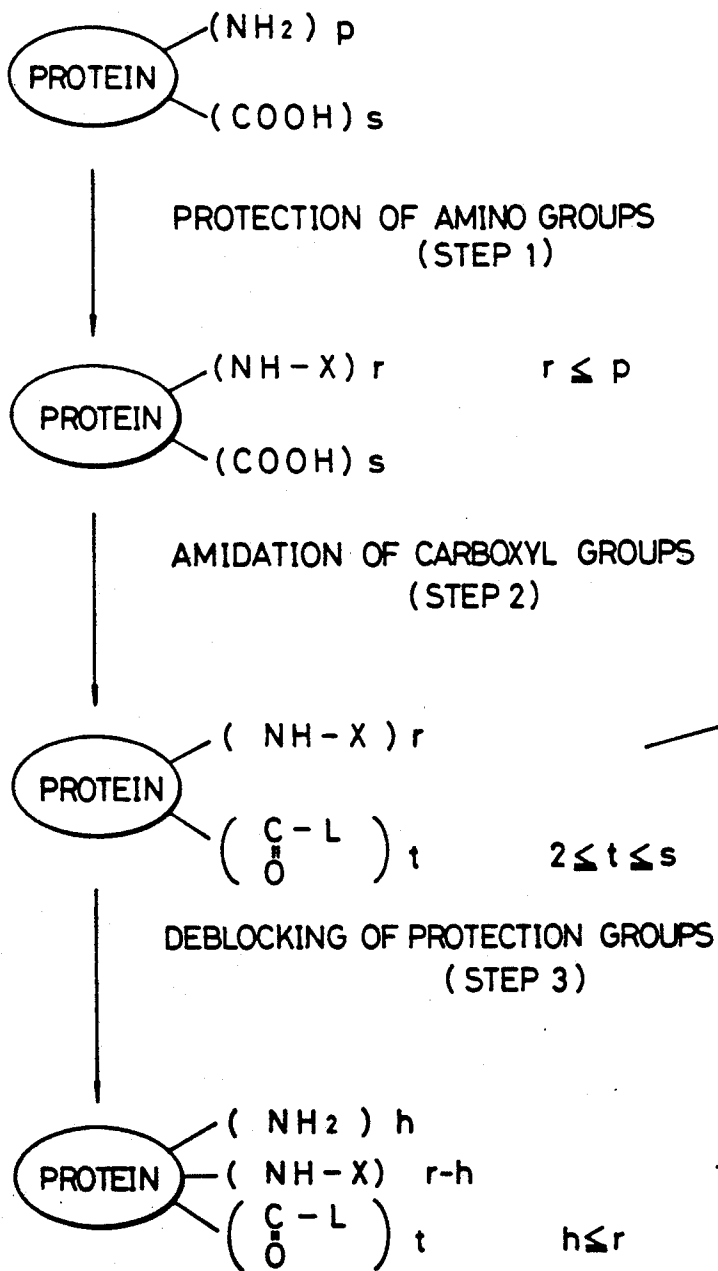 (NH2) p
PROTEIN
(COOH) s
PROTECTION OF AMINO GROUPS
(STEP 1)
(NH-X) r r ≦ p
PROTEIN
(COOH) s
AMIDATION OF CARBOXYL GROUPS
(STEP 2)
( NH-X ) r
PROTEIN
( C - L ) t 2≦t≦s
O
DEBLOCKING OF PROTECTION GROUPS
(STEP 3)
( NH2 ) h
PROTEIN ( NH-X) r-h
( C - L ) t h≦r
O